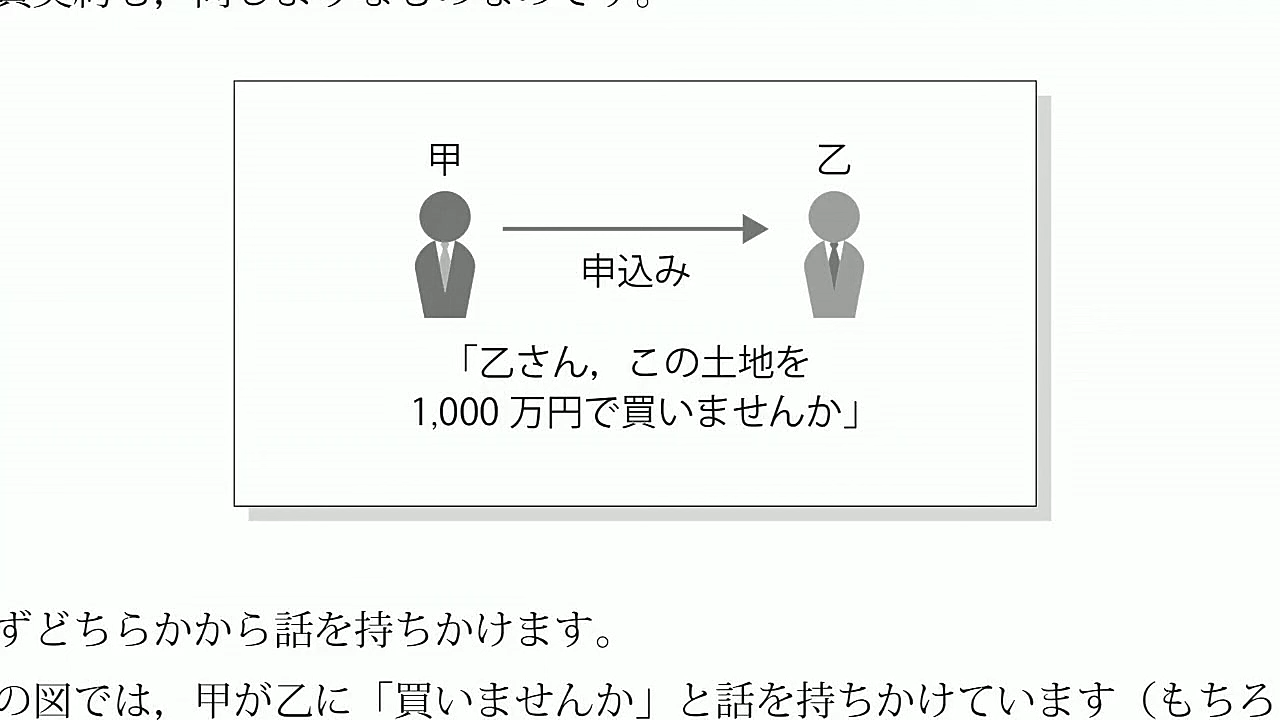 甲
乙
申込み
「乙さん，この土地を
1,000 万円で買いませんか」
ずどちらかから話を持ちかけます。
の図では，甲が乙に「買いませんか」と話を持ちかけています（もちろ